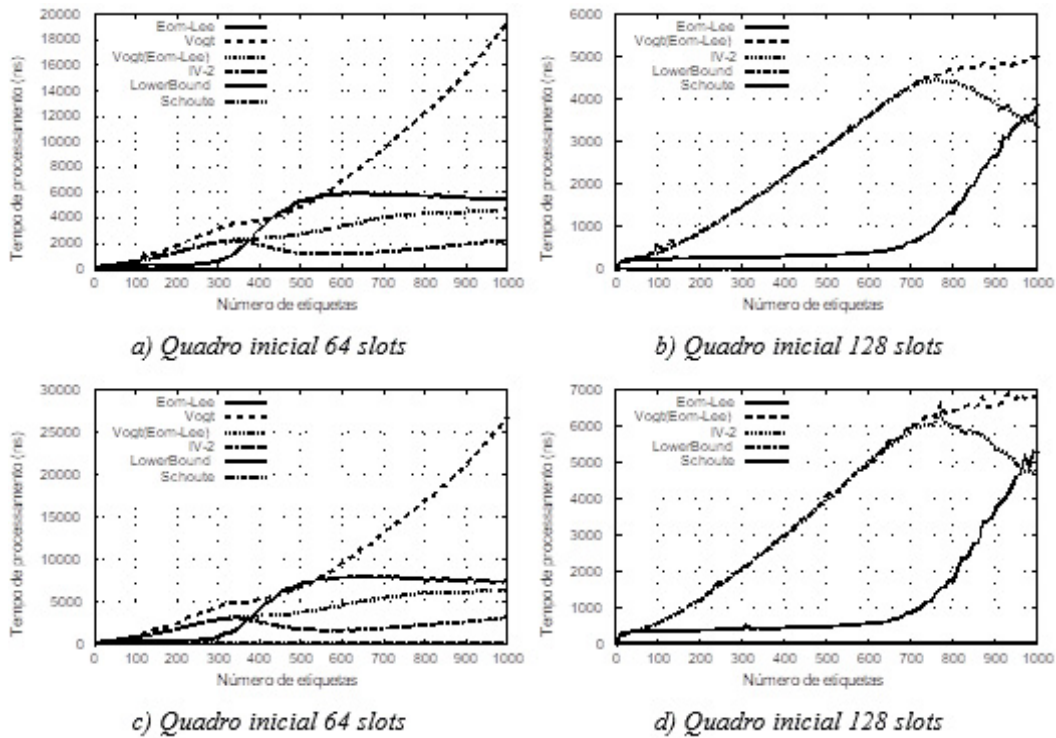 20000
18000
16000
14000
12000
10000
8000
6000
4000
2000
0
Tempo de processamento (ns)
Eom-Lee
Vogt
Vogt(Eom-Lee)
IV-2
LowerBound
Schoute
0 100 200 300 400 500 600 700 800 900 1000
Número de etiquetas
a) Quadro inicial 64 slots
6000
5000
4000
3000
2000
1000
0
Tempo de processamento (ns)
Eom-Lee
Vogt
Vogt(Eom-Lee)
IV-2
LowerBound
Schoute
0 100 200 300 400 500 600 700 800 900 1000
Número de etiquetas
b) Quadro inicial 128 slots
30000
25000
20000
15000
10000
5000
0
Tempo de processamento (ns)
Eom-Lee
Vogt
Vogt(Eom-Lee)
IV-2
LowerBound
Schoute
0 100 200 300 400 500 600 700 800 900 1000
Número de etiquetas
c) Quadro inicial 64 slots
7000
6000
5000
4000
3000
2000
1000
0
Tempo de processamento (ns)
Eom-Lee
Vogt(Eom-Lee)
IV-2
LowerBound
Schoute
0 100 200 300 400 500 600 700 800 900 1000
Número de etiquetas
d) Quadro inicial 128 slots